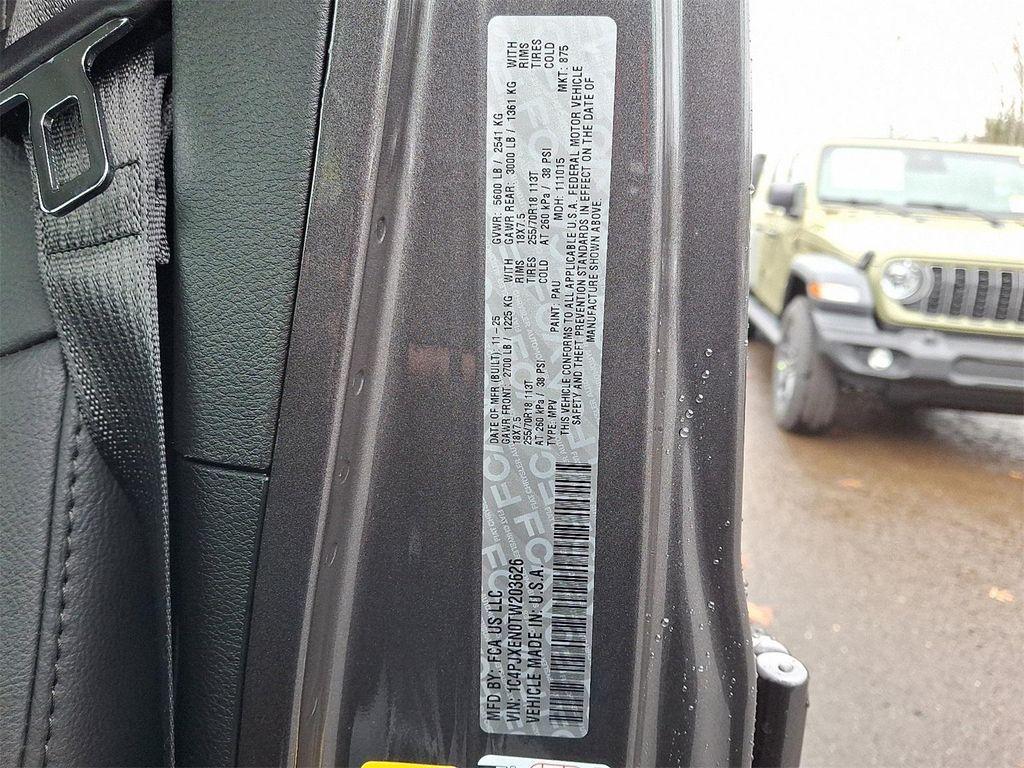 MFD BY: FCA US LLC
DATE OF MFR (BUILT): 11-25
GVWR: 5600 LB / 2541 KG
VIN: 1C4PJXEN0TW203626
GAWR FRONT: 2700 LB / 1225 KG WITH
GAWR REAR: 3000 LB / 1361 KG WITH
VEHICLE MADE IN: U.S.A.
18X7.5 RIMS
18X7.5 RIMS
255/70R18 113T TIRES
255/70R18 113T TIRES
AT 260 kPa / 38 PSI COLD
AT 260 kPa / 38 PSI COLD
TYPE: MPV PAINT: PAU MDH: 111015 MKT: 875
THIS VEHICLE CONFORMS TO ALL APPLICABLE U.S.A. FEDERAL MOTOR VEHICLE
SAFETY AND THEFT PREVENTION STANDARDS IN EFFECT ON THE DATE OF
MANUFACTURE SHOWN ABOVE.